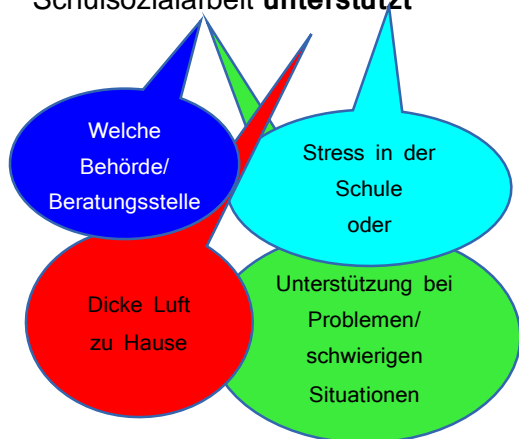 Schulsozialarbeit unterstützt
Welche
Behörde/
Beratungsstelle
Stress in der
Schule
oder
Dicke Luft
zu Hause
Unterstützung bei
Problemen/
schwierigen
Situationen